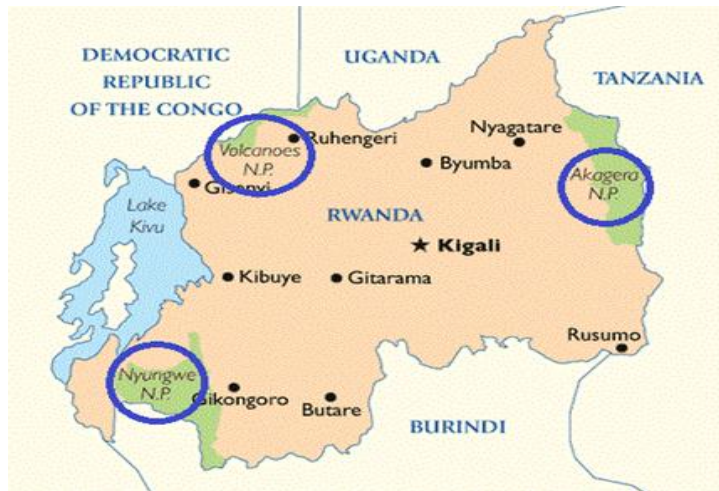 DEMOCRATIC
REPUBLIC
OF THE CONGO
UGANDA
TANZANIA
Ruhengeri
Nyagatare
Volcanoes
N.P.
Byumba
Akagera
N.P.
Gisenyi
Lake
Kivu
RWANDA
Kigali
Kibuye
Gitarama
Rusumo
Nyungwe
N.P.
Gikongoro
Butare
BURINDI